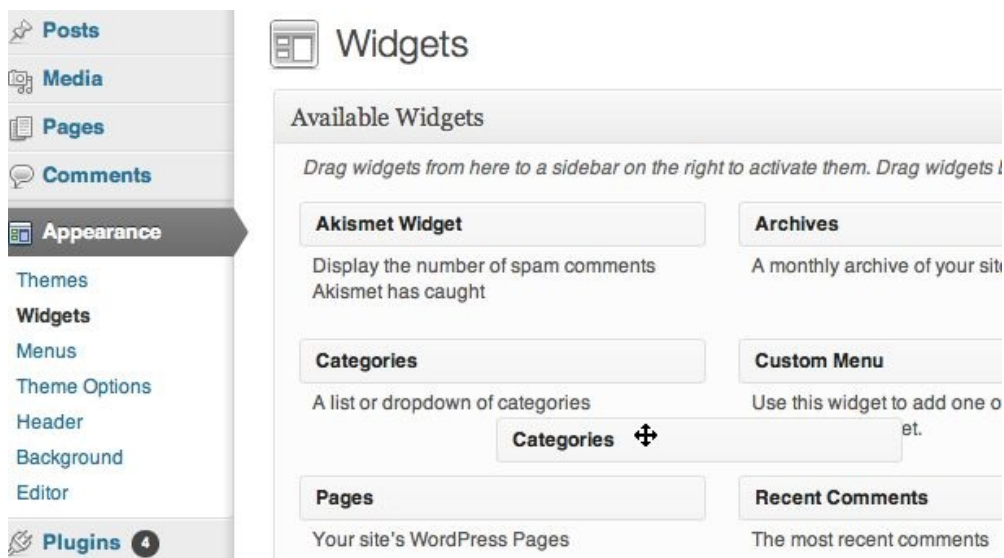 Posts
Media
Pages
Comments
Appearance
Themes
Widgets
Menus
Theme Options
Header
Background
Editor
Plugins 4
Widgets
Available Widgets
Drag widgets from here to a sidebar on the right to activate them. Drag widgets
Akismet Widget
Display the number of spam comments
Akismet has caught
Archives
A monthly archive of your site
Categories
A list or dropdown of categories
Custom Menu
Use this widget to add one o
et.
Categories
Pages
Your site's WordPress Pages
Recent Comments
The most recent comments